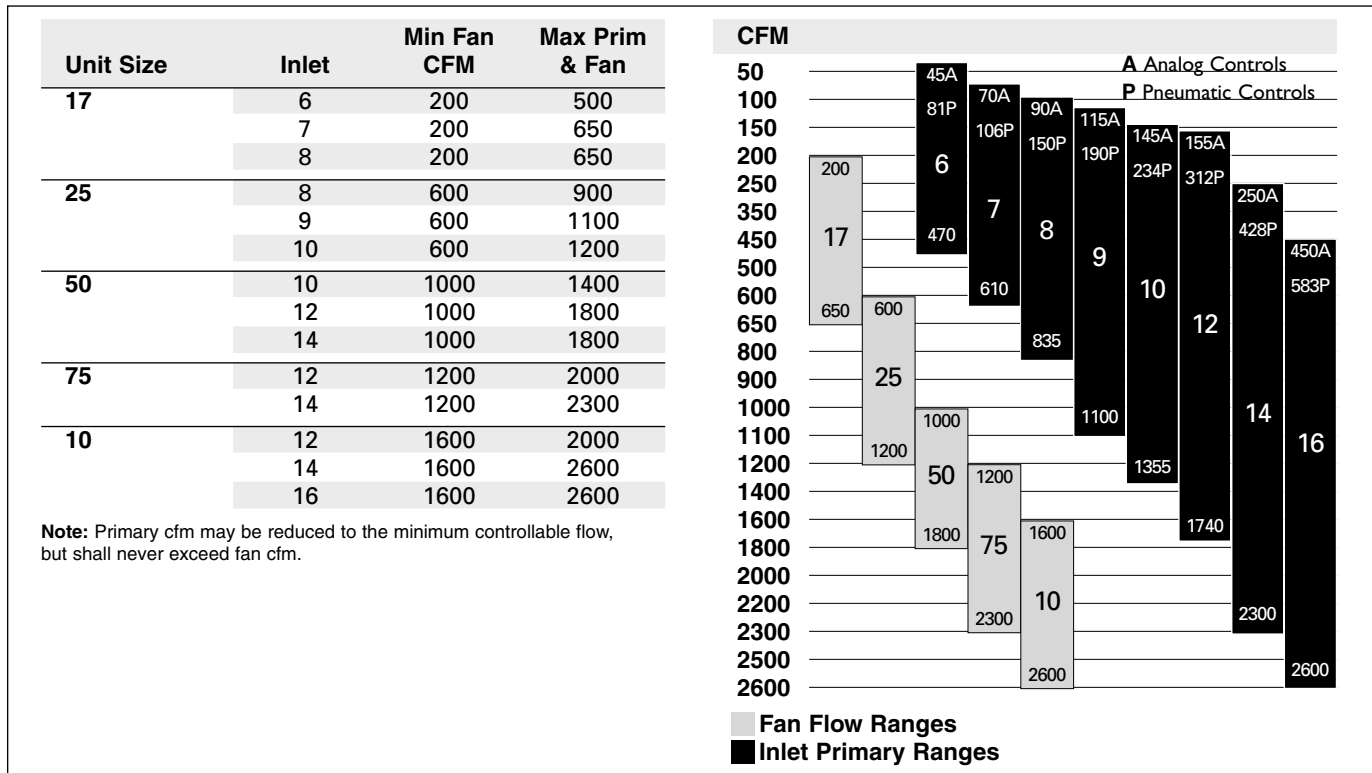 Unit Size Inlet Min Fan CFM Max Prim & Fan
17 6 200 500
7 200 650
8 200 650
25 8 600 900
9 600 1100
10 600 1200
50 10 1000 1400
12 1000 1800
14 1000 1800
75 12 1200 2000
14 1200 2300
10 12 1600 2000
14 1600 2600
16 1600 2600
Note: Primary cfm may be reduced to the minimum controllable flow,
but shall never exceed fan cfm.
CFM
A Analog Controls
P Pneumatic Controls
50
100
150
200
250
350
450
500
600
650
800
900
1000
1100
1200
1400
1600
1800
2000
2200
2300
2500
2600
200
17
650
600
25
1200
1000
50
1800
1200
75
2300
1600
10
2600
45A
81P
6
470
70A
106P
7
610
90A
150P
8
835
115A
190P
9
1100
145A
234P
10
1355
155A
312P
12
1740
250A
428P
14
2300
450A
583P
16
2600
Fan Flow Ranges
Inlet Primary Ranges